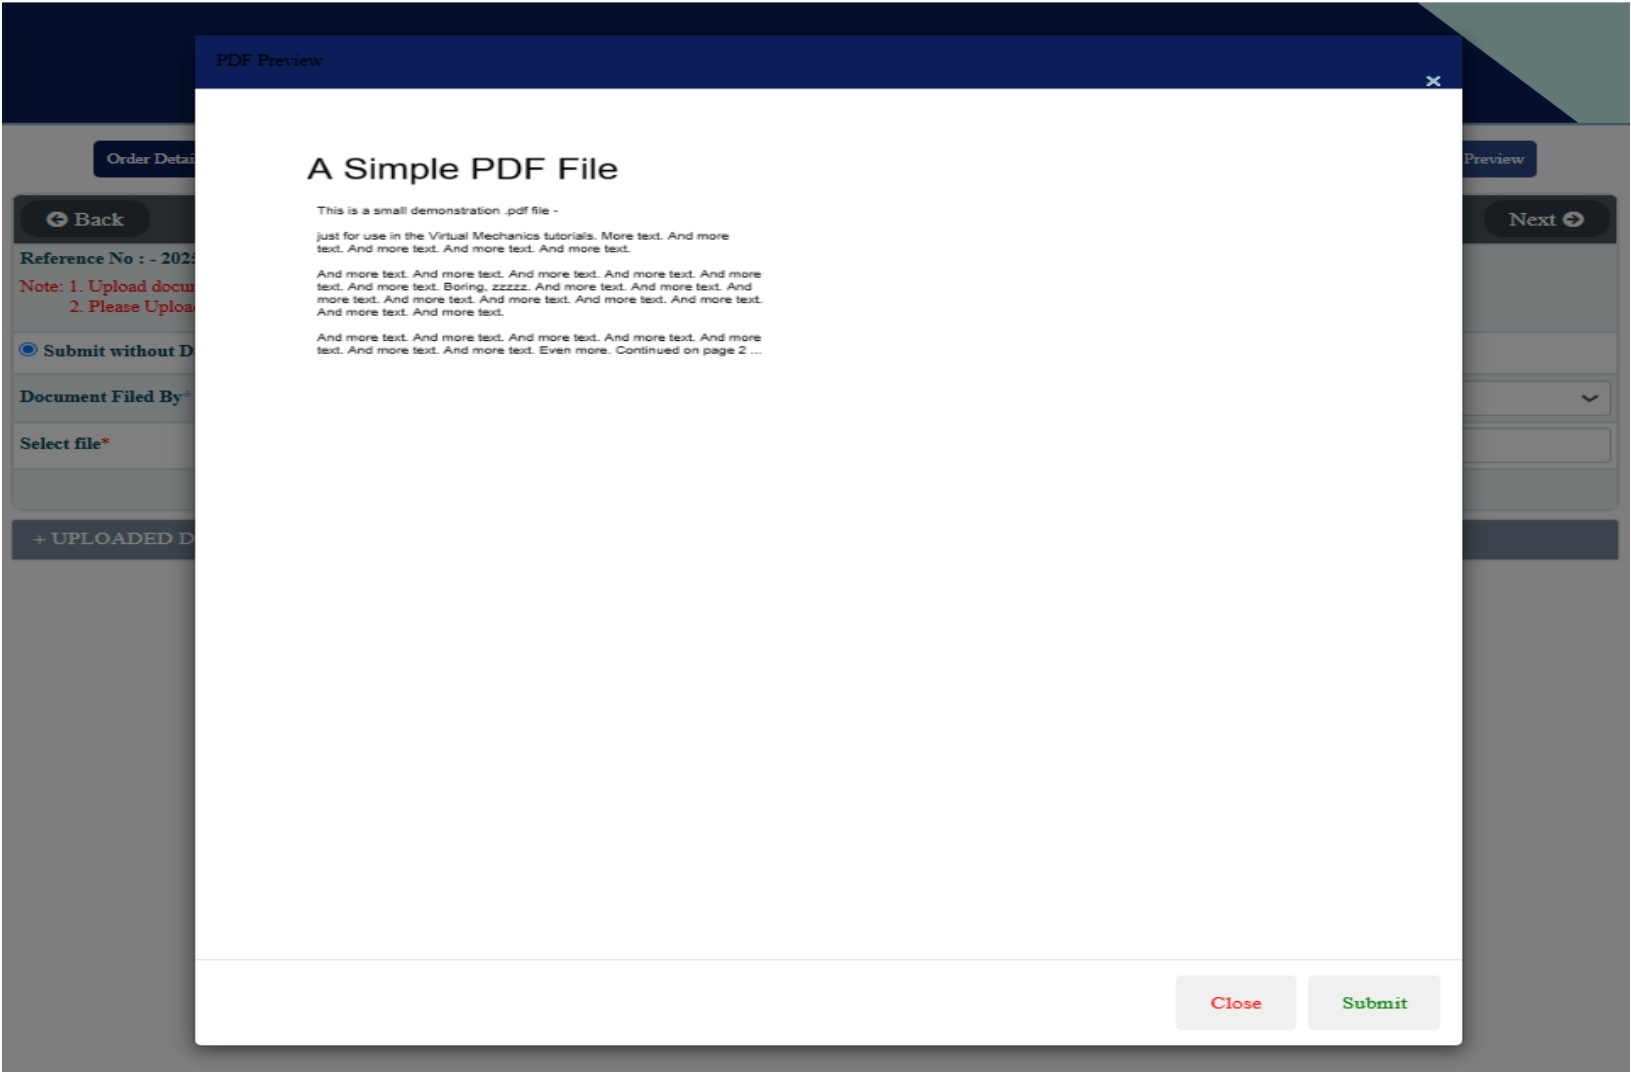 PDF Preview
×
Order Detai
Preview
Back
Next
Reference No : - 202
Note: 1. Upload docu
2. Please Uploa
Submit without D
Document Filed By*
Select file*
+ UPLOADED D
A Simple PDF File
This is a small demonstration .pdf file -
just for use in the Virtual Mechanics tutorials. More text. And more
text. And more text. And more text. And more text.
And more text. And more text. And more text. And more text. And more
text. And more text. Boring, zzzzz. And more text. And more text. And
more text. And more text. And more text. And more text. And more text.
And more text. And more text.
And more text. And more text. And more text. And more text. And more
text. And more text. And more text. Even more. Continued on page 2 ...
Close
Submit